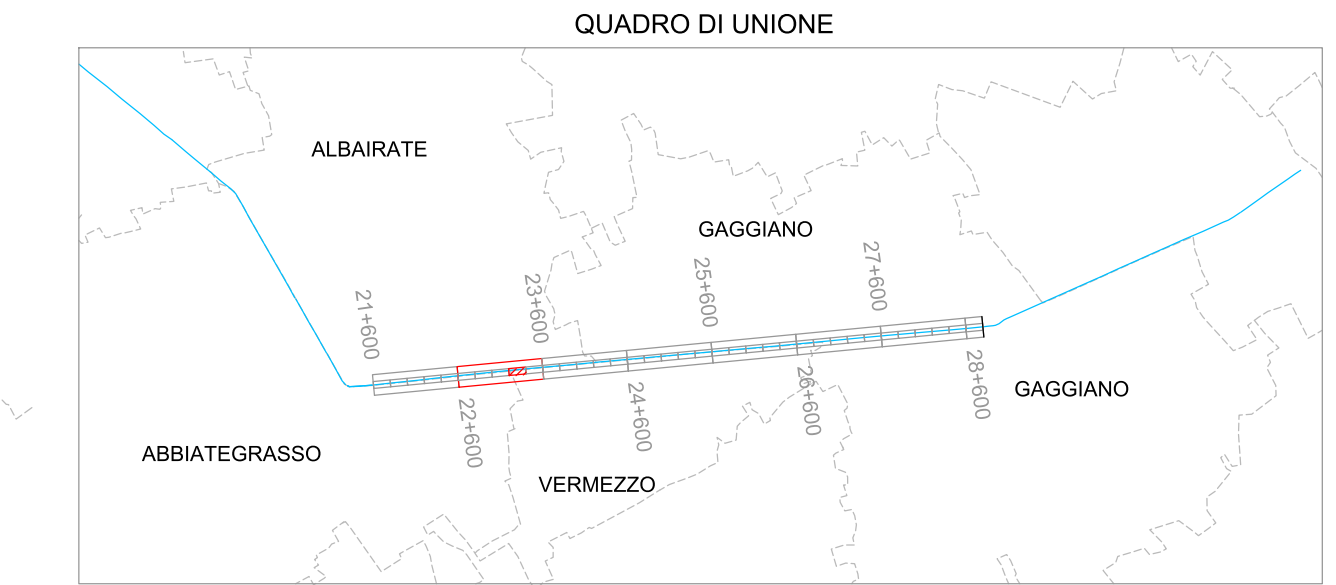 QUADRO DI UNIONE
ALBAIRATE
GAGGIANO
21+600
23+600
25+600
27+600
22+600
24+600
26+600
28+600
GAGGIANO
ABBIATEGRASSO
VERMEZZO